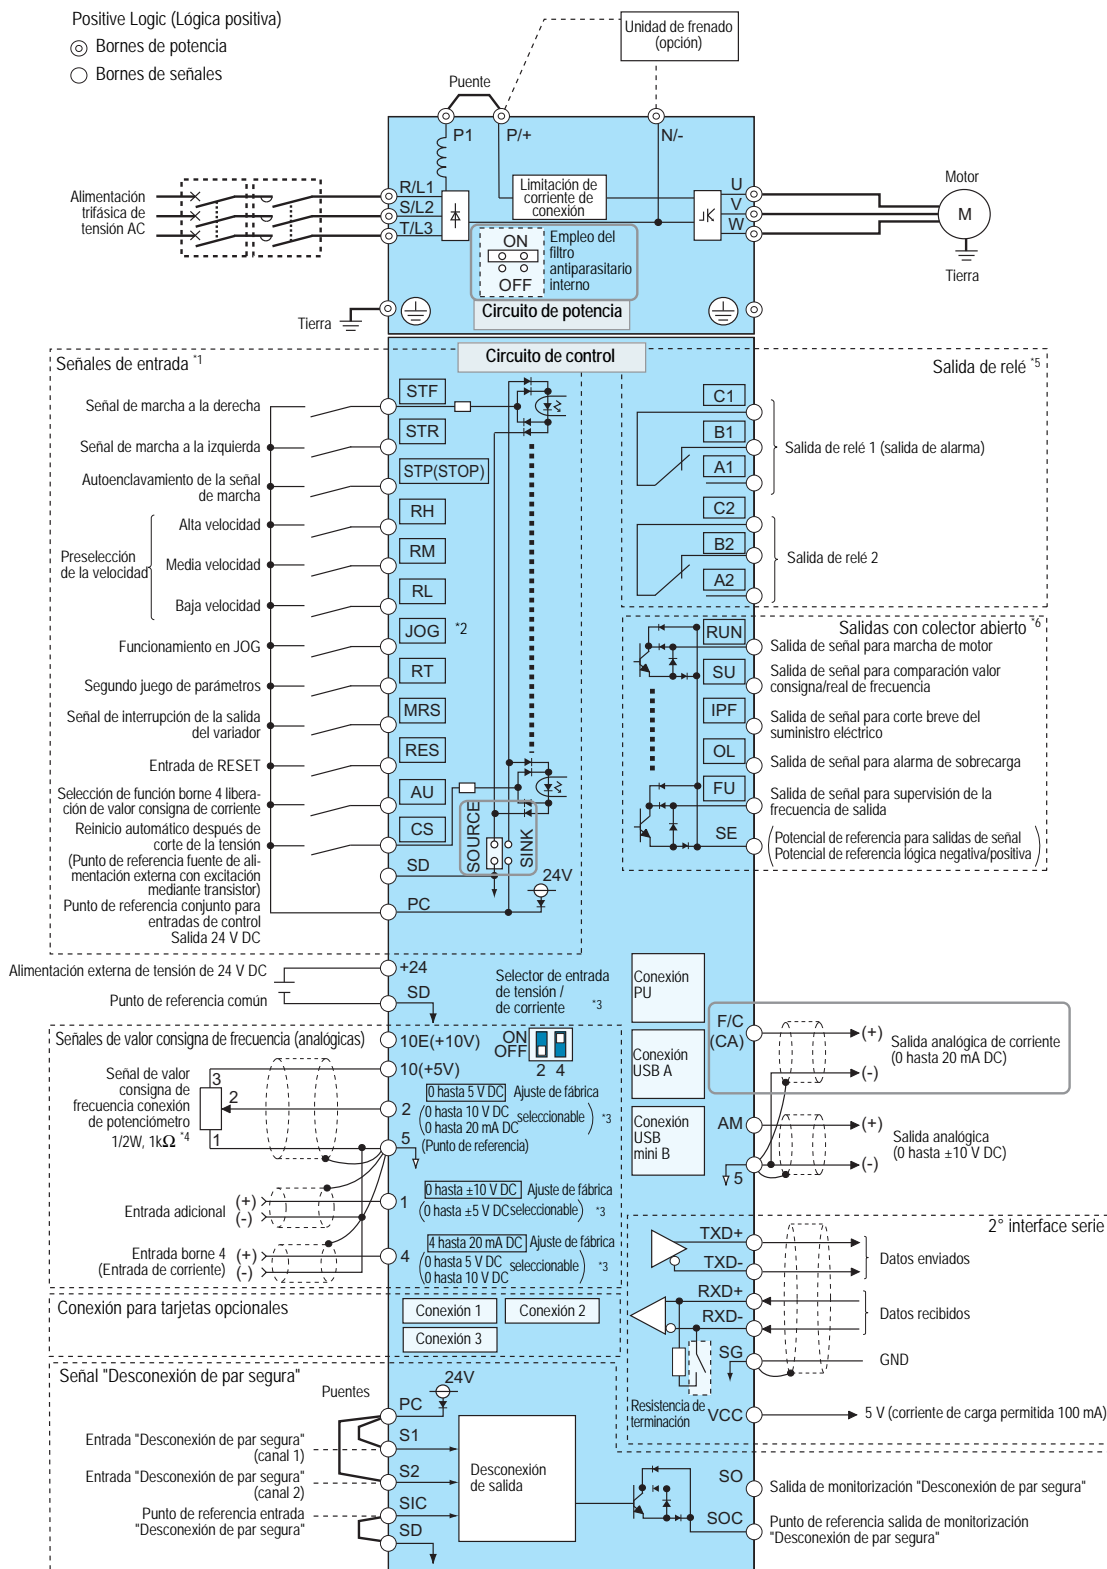 Positive Logic (Lógica positiva)
Bornes de potencia
Bornes de señales
Unidad de frenado
(opción)
Puente
P1
P/+
N/-
Alimentación
trifásica de
tensión AC
R/L1
S/L2
T/L3
Limitación de
corriente de
conexión
U
V
W
Motor
M
Tierra
ON
OFF
Empleo del
filtro
antiparasitario
interno
Tierra
Circuito de potencia
Circuito de control
Señales de entrada *1
Señal de marcha a la derecha
STF
Señal de marcha a la izquierda
STR
Autoenclavamiento de la señal
de marcha
STP(STOP)
Preselección
de la velocidad
Alta velocidad
RH
Media velocidad
RM
Baja velocidad
RL
Funcionamiento en JOG
JOG *2
Segundo juego de parámetros
RT
Señal de interrupción de la salida
del variador
MRS
Entrada de RESET
RES
Selección de función borne 4 libera-
ción de valor consigna de corriente
AU
Reinicio automático después de
corte de la tensión
CS
(Punto de referencia fuente de ali-
mentación externa con excitación
mediante transistor)
SD
Punto de referencia conjunto para
entradas de control
Salida 24 V DC
PC
SOURCE
SINK
24V
Salida de relé *5
C1
B1
A1
Salida de relé 1 (salida de alarma)
C2
B2
A2
Salida de relé 2
Salidas con colector abierto *6
RUN
Salida de señal para marcha de motor
SU
Salida de señal para comparación valor
consigna/real de frecuencia
IPF
Salida de señal para corte breve del
suministro eléctrico
OL
Salida de señal para alarma de sobrecarga
FU
Salida de señal para supervisión de la
frecuencia de salida
SE
(Potencial de referencia para salidas de señal
Potencial de referencia lógica negativa/positiva)
Alimentación externa de tensión de 24 V DC
+24
Punto de referencia común
SD
Selector de entrada
de tensión /
de corriente *3
ON
OFF
2 4
Conexión
PU
Conexión
USB A
Conexión
USB
mini B
F/C
(CA)
(+)
(-)
Salida analógica de corriente
(0 hasta 20 mA DC)
AM
(+)
(-)
5
Salida analógica
(0 hasta ±10 V DC)
Señales de valor consigna de frecuencia (analógicas)
10E(+10V)
10(+5V)
Señal de valor
consigna de
frecuencia conexión
de potenciómetro
1/2W, 1kΩ *4
3
2
1
2
0 hasta 5 V DC Ajuste de fábrica
(0 hasta 10 V DC
0 hasta 20 mA DC seleccionable) *3
5
(Punto de referencia)
Entrada adicional
(+)
(-)
1
0 hasta ±10 V DC Ajuste de fábrica
(0 hasta ±5 V DC seleccionable) *3
Entrada borne 4
(Entrada de corriente)
(+)
(-)
4
4 hasta 20 mA DC Ajuste de fábrica
(0 hasta 5 V DC
0 hasta 10 V DC seleccionable) *3
2° interface serie
TXD+
TXD-
Datos enviados
RXD+
RXD-
Datos recibidos
SG
GND
Resistencia de
terminación
VCC
5 V (corriente de carga permitida 100 mA)
Conexión para tarjetas opcionales
Conexión 1
Conexión 2
Conexión 3
Señal "Desconexión de par segura"
Puentes
24V
PC
Entrada "Desconexión de par segura"
(canal 1)
S1
Entrada "Desconexión de par segura"
(canal 2)
S2
Punto de referencia entrada
"Desconexión de par segura"
SIC
SD
Desconexión
de salida
SO
Salida de monitorización "Desconexión de par segura"
SOC
Punto de referencia salida de monitorización
"Desconexión de par segura"